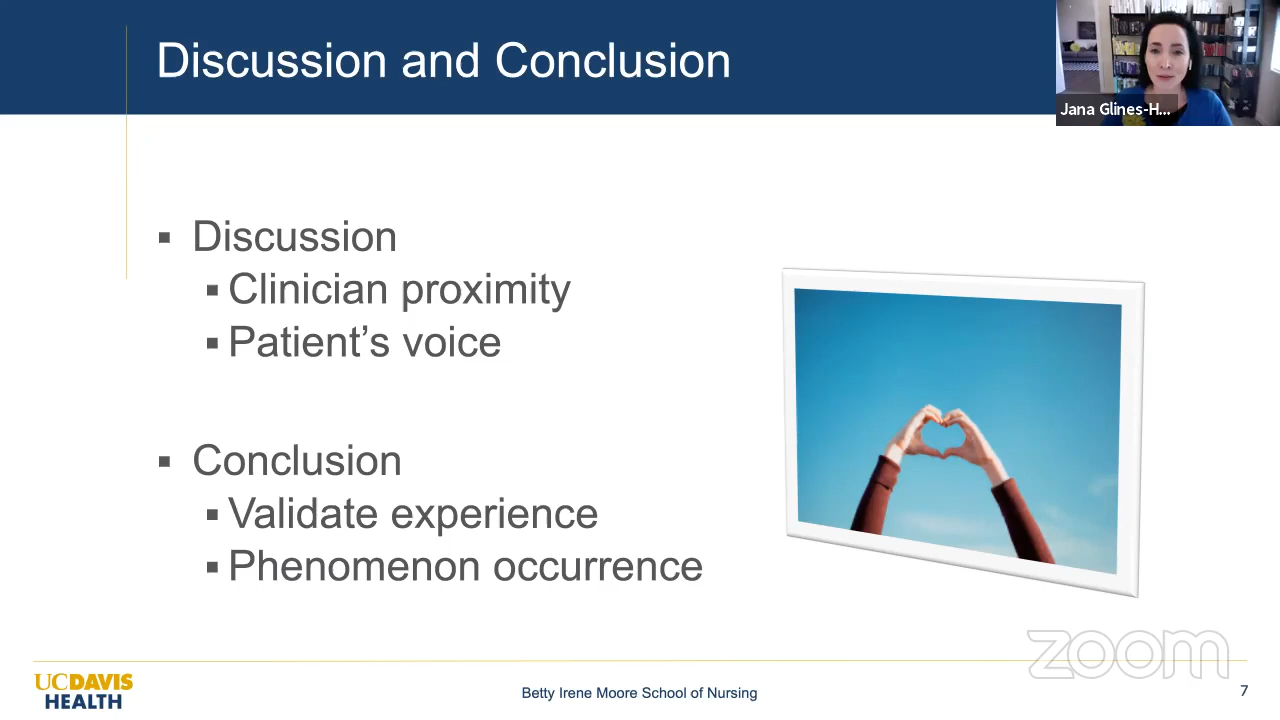 Discussion and Conclusion
Jana Glines-H...
▪ Discussion
▪ Clinician proximity
▪ Patient’s voice
▪ Conclusion
▪ Validate experience
▪ Phenomenon occurrence
zoom
UCDAVIS
HEALTH
Betty Irene Moore School of Nursing
7